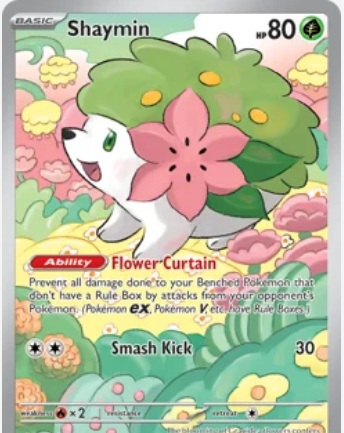 BASIC
Shaymin HP 80
Ability Flower Curtain
Prevent all damage done to your Benched Pokémon that
don't have a Rule Box by attacks from your opponent's
Pokémon. (Pokémon ex, Pokémon V, etc. have Rule Boxes.)
Smash Kick 30
weakness ×2 resistance retreat